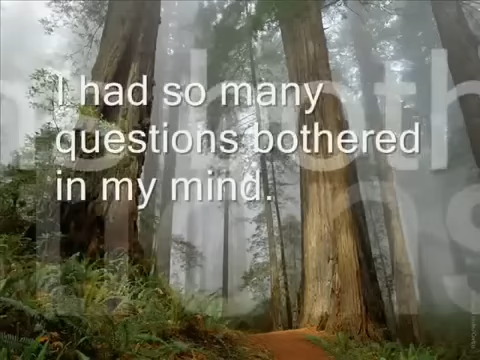 I had so many
questions bothered
in my mind.